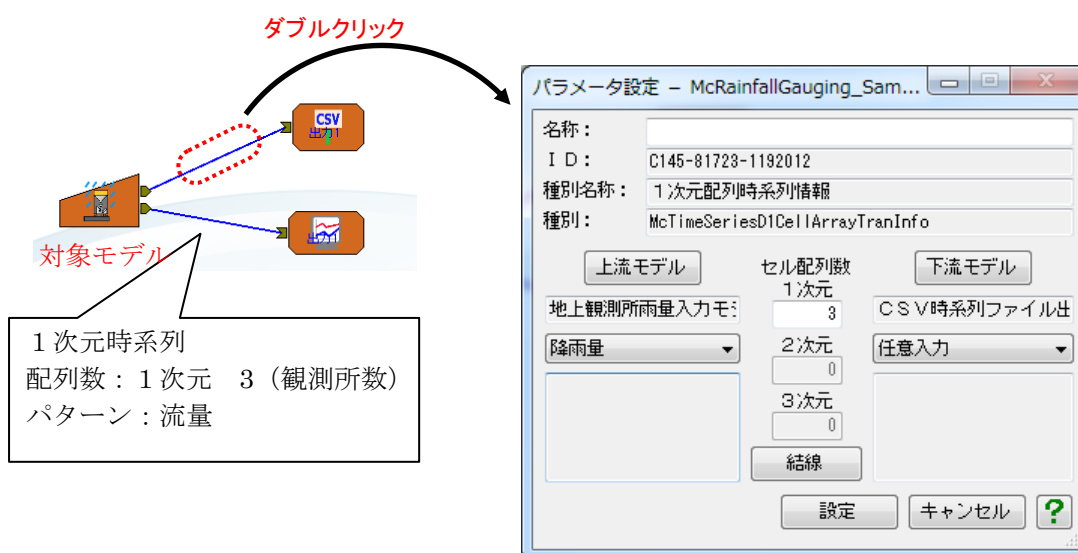 ダブルクリック
CSV
出力1
出力1
対象モデル
１次元時系列
配列数：１次元　３（観測所数）
パターン：流量
パラメータ設定 － McRainfallGauging_Sam...
名称：
ＩＤ： C145-81723-1192012
種別名称： １次元配列時系列情報
種別： McTimeSeriesD1CellArrayTranInfo
上流モデル セル配列数 下流モデル
１次元
地上観測所雨量入力モ 3 ＣＳＶ時系列ファイル出
降雨量 ２次元 任意入力
0
３次元
0
結線
設定 キャンセル ?